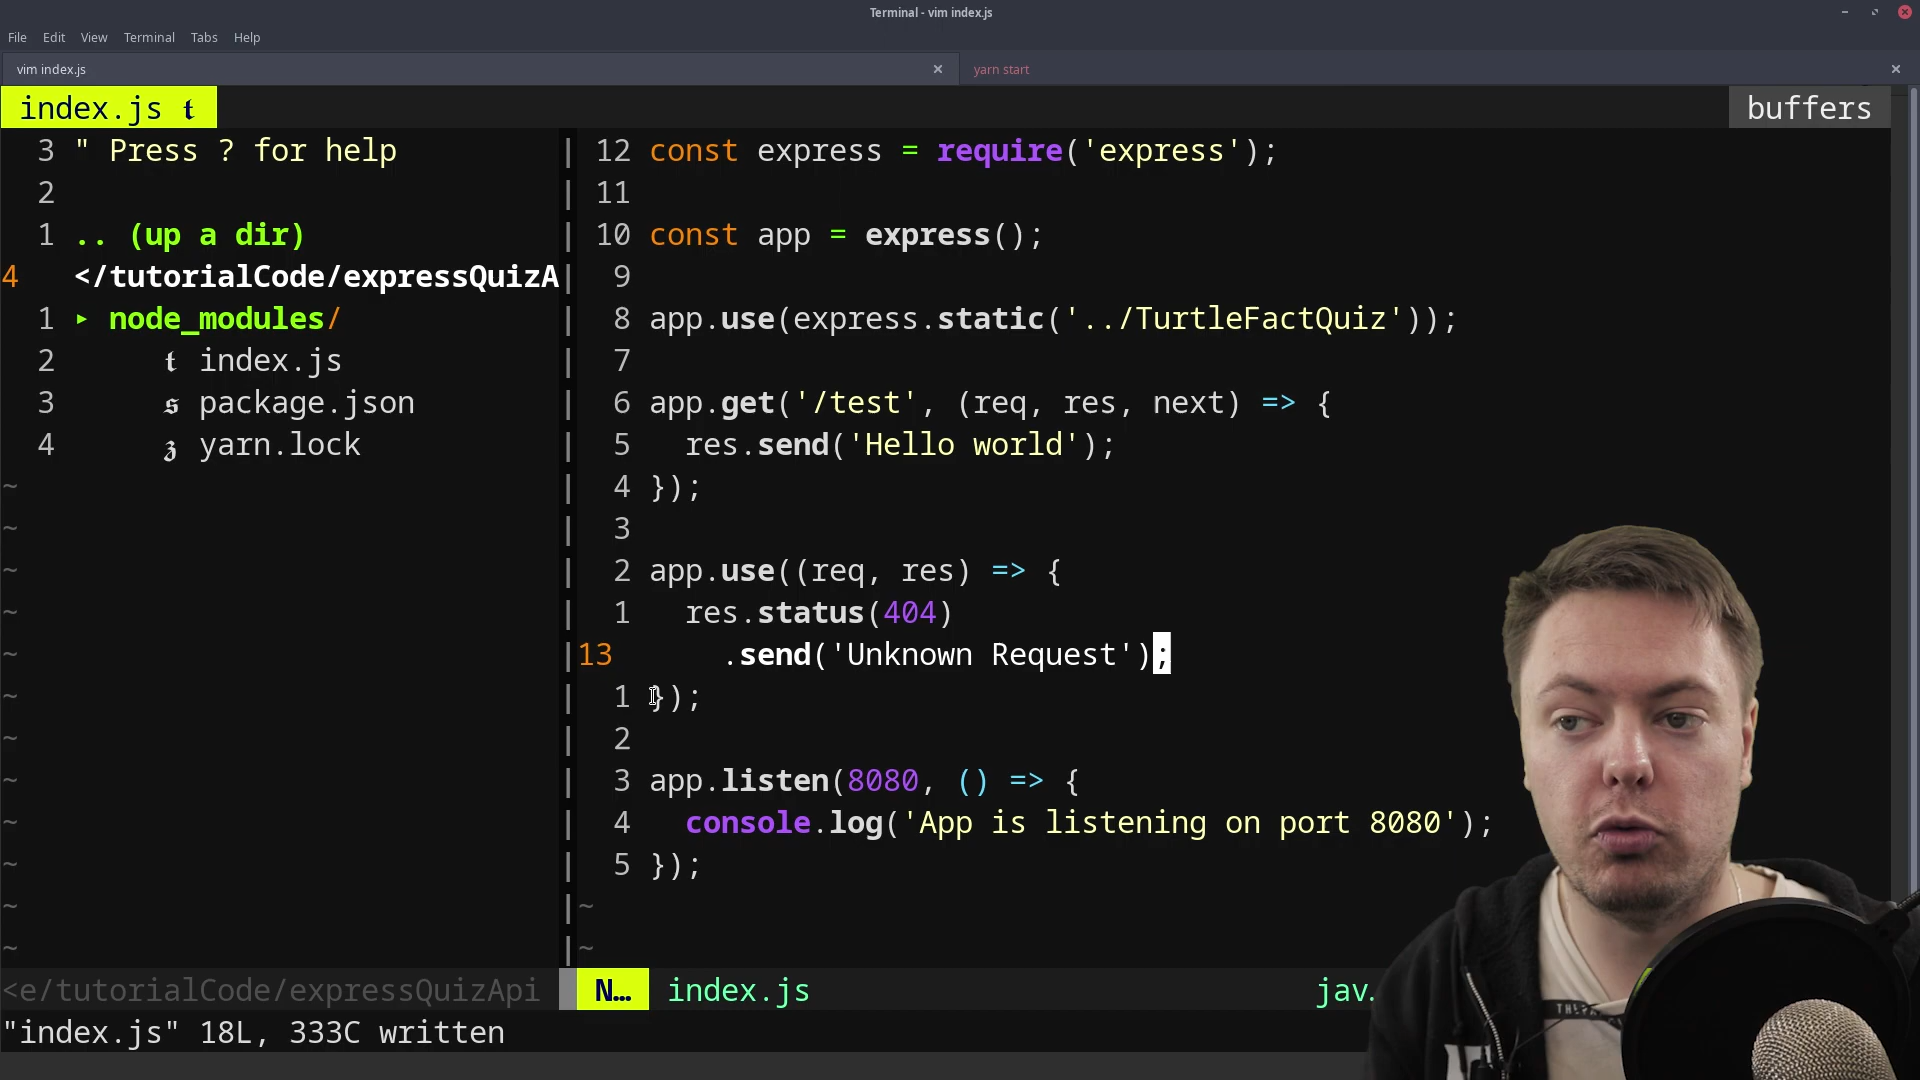 Terminal - vim index.js
File Edit View Terminal Tabs Help
vim index.js
yarn start
index.js t
buffers
3 " Press ? for help
2
1 .. (up a dir)
4 </tutorialCode/expressQuizA
1 ▸ node_modules/
2 t index.js
3 s package.json
4 z yarn.lock
~
~
~
~
~
~
~
~
~
~
~
~
12 const express = require('express');
11
10 const app = express();
9
8 app.use(express.static('../TurtleFactQuiz'));
7
6 app.get('/test', (req, res, next) => {
5 res.send('Hello world');
4 });
3
2 app.use((req, res) => {
1 res.status(404)
13 .send('Unknown Request');
1 });
2
3 app.listen(8080, () => {
4 console.log('App is listening on port 8080');
5 });
~
~
<e/tutorialCode/expressQuizApi
N… index.js
jav.
"index.js" 18L, 333C written